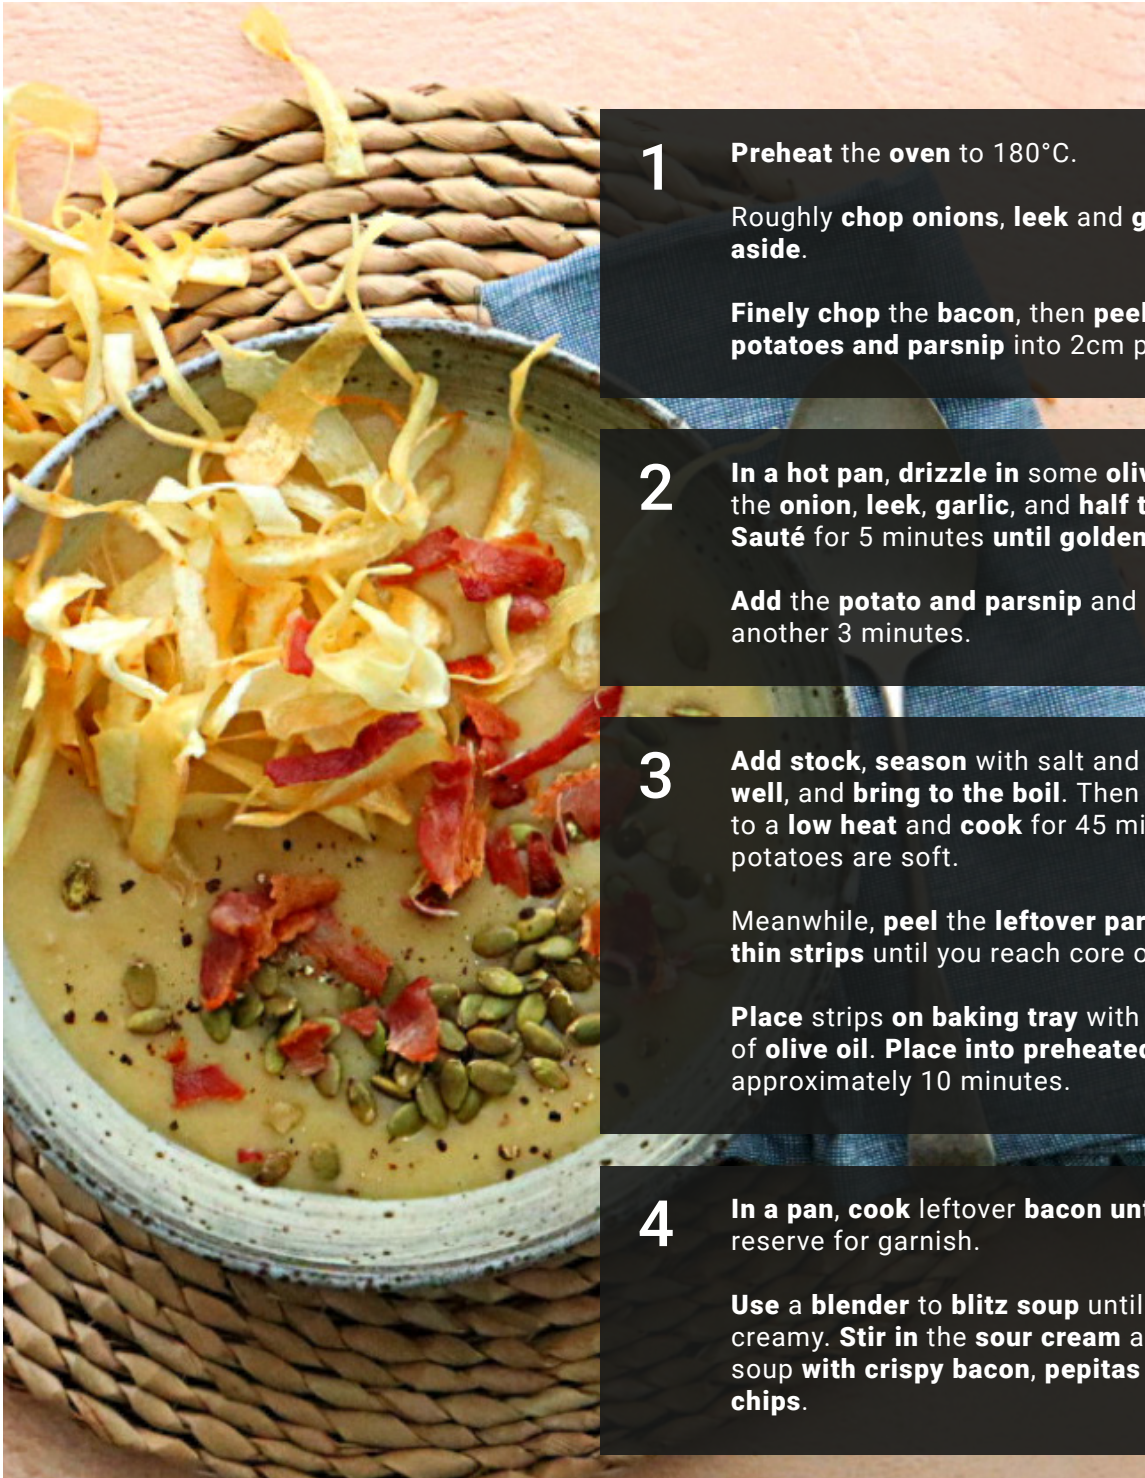 1
Preheat the oven to 180°C.
Roughly chop onions, leek and
aside.
Finely chop the bacon, then peel
potatoes and parsnip into 2cm
2
In a hot pan, drizzle in some
the onion, leek, garlic, and half
Sauté for 5 minutes until golden
Add the potato and parsnip and
another 3 minutes.
3
Add stock, season with salt and
well, and bring to the boil. Then
to a low heat and cook for 45
potatoes are soft.
Meanwhile, peel the leftover
thin strips until you reach core
Place strips on baking tray with
of olive oil. Place into
approximately 10 minutes.
4
In a pan, cook leftover bacon
reserve for garnish.
Use a blender to blitz soup until
creamy. Stir in the sour cream
soup with crispy bacon, pepitas
chips.